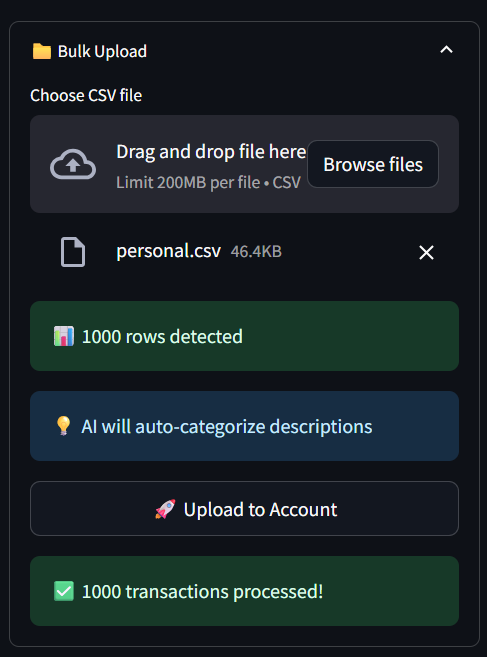 📁 Bulk Upload
Choose CSV file
Drag and drop file here
Limit 200MB per file • CSV
Browse files
personal.csv 46.4KB
📊 1000 rows detected
💡 AI will auto-categorize descriptions
🚀 Upload to Account
✅ 1000 transactions processed!